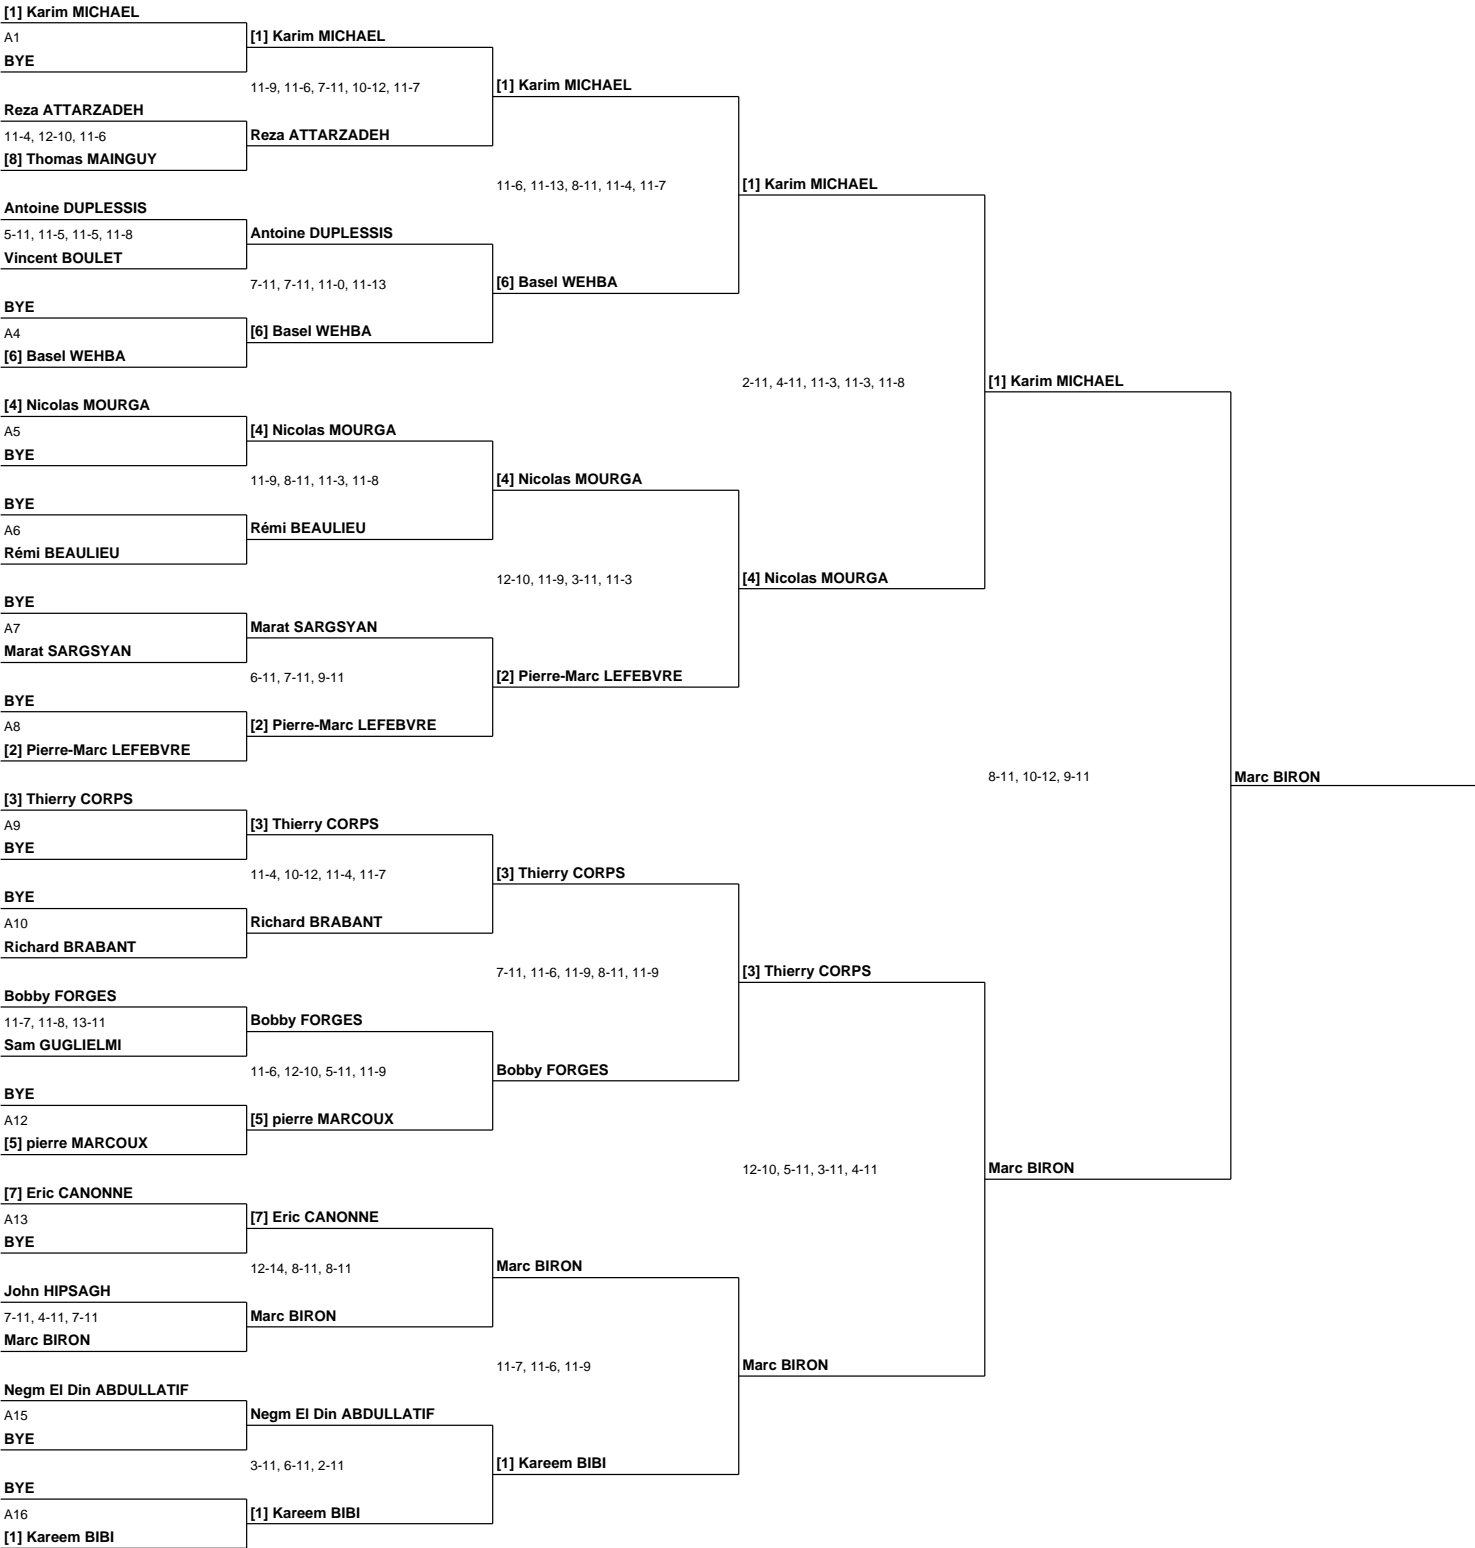 [1] Karim MICHAEL
A1
BYE
Reza ATTARZADEH
11-4, 12-10, 11-6
[8] Thomas MAINGUY
Antoine DUPLESSIS
5-11, 11-5, 11-5, 11-8
Vincent BOULET
BYE
A4
[6] Basel WEHBA
[4] Nicolas MOURGA
A5
BYE
BYE
A6
Rémi BEAULIEU
BYE
A7
Marat SARGSYAN
BYE
A8
[2] Pierre-Marc LEFEBVRE
[3] Thierry CORPS
A9
BYE
BYE
A10
Richard BRABANT
Bobby FORGES
11-7, 11-8, 13-11
Sam GUGLIELMI
BYE
A12
[5] pierre MARCOUX
[7] Eric CANONNE
A13
BYE
John HIPSAGH
7-11, 4-11, 7-11
Marc BIRON
Negm El Din ABDULLATIF
A15
BYE
BYE
A16
[1] Kareem BIBI
[1] Karim MICHAEL
11-9, 11-6, 7-11, 10-12, 11-7
Reza ATTARZADEH
Antoine DUPLESSIS
7-11, 7-11, 11-0, 11-13
[6] Basel WEHBA
[4] Nicolas MOURGA
11-9, 8-11, 11-3, 11-8
Rémi BEAULIEU
Marat SARGSYAN
6-11, 7-11, 9-11
[2] Pierre-Marc LEFEBVRE
[3] Thierry CORPS
11-4, 10-12, 11-4, 11-7
Richard BRABANT
Bobby FORGES
11-6, 12-10, 5-11, 11-9
[5] pierre MARCOUX
[7] Eric CANONNE
12-14, 8-11, 8-11
Marc BIRON
Negm El Din ABDULLATIF
3-11, 6-11, 2-11
[1] Kareem BIBI
[1] Karim MICHAEL
11-6, 11-13, 8-11, 11-4, 11-7
[6] Basel WEHBA
[4] Nicolas MOURGA
12-10, 11-9, 3-11, 11-3
[2] Pierre-Marc LEFEBVRE
[3] Thierry CORPS
7-11, 11-6, 11-9, 8-11, 11-9
Bobby FORGES
Marc BIRON
11-7, 11-6, 11-9
[1] Kareem BIBI
[1] Karim MICHAEL
2-11, 4-11, 11-3, 11-3, 11-8
[4] Nicolas MOURGA
[3] Thierry CORPS
12-10, 5-11, 3-11, 4-11
Marc BIRON
[1] Karim MICHAEL
8-11, 10-12, 9-11
Marc BIRON
Marc BIRON